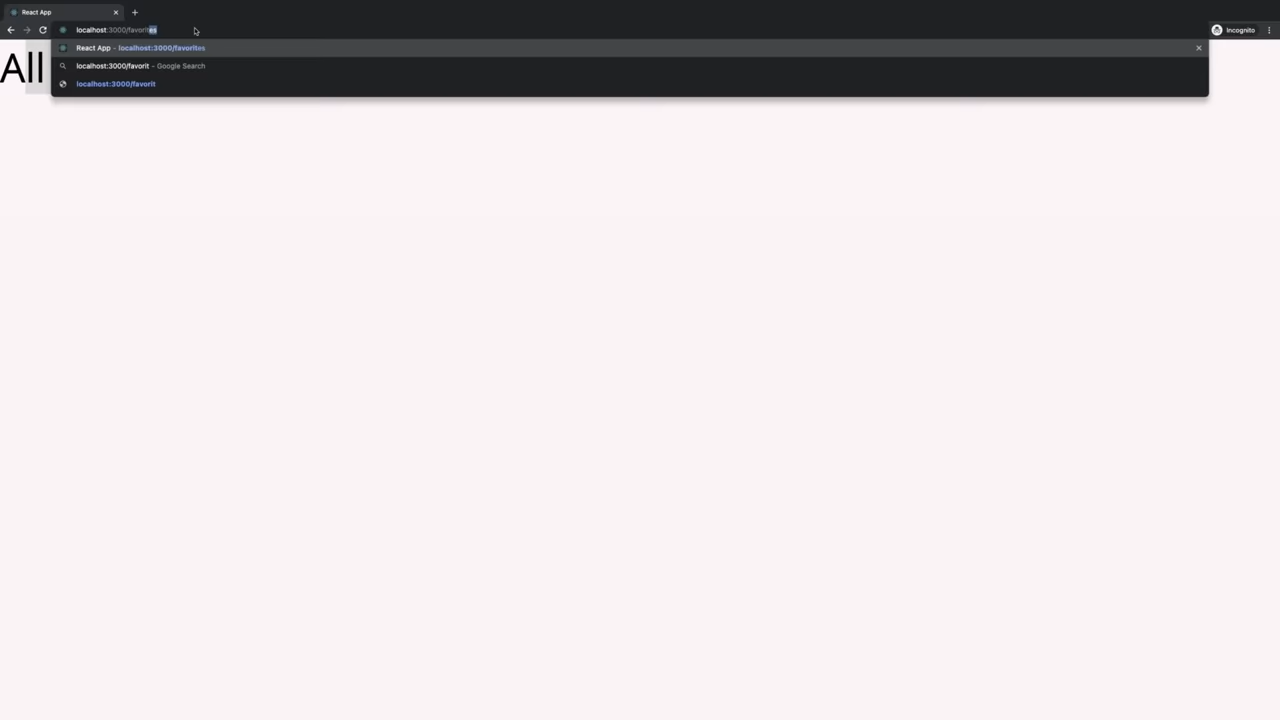 React App
localhost:3000/favorites
Incognito
React App - localhost:3000/favorites
localhost:3000/favorit - Google Search
localhost:3000/favorit
All